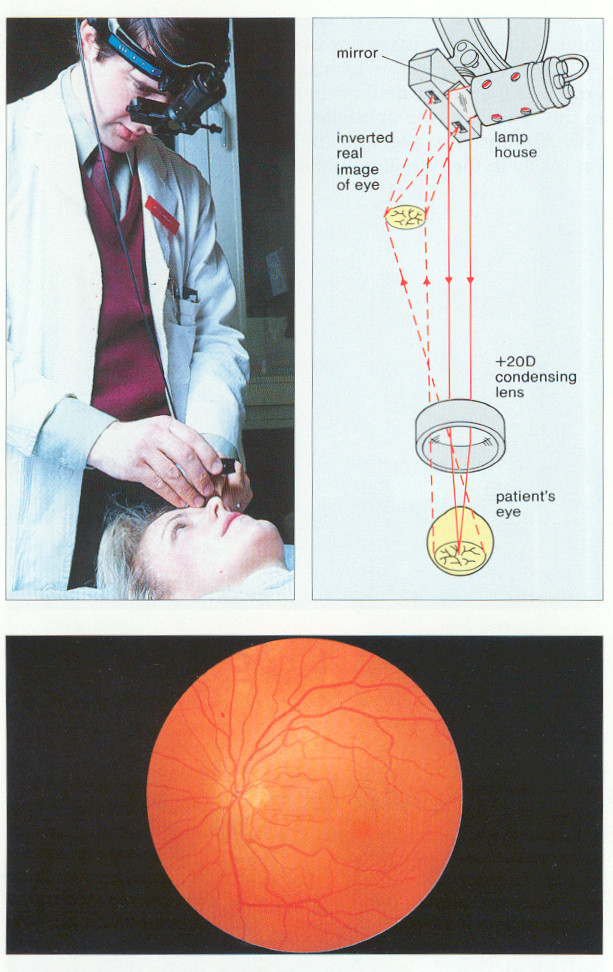 mirror
inverted
real
image
of eye
lamp
house
+20D
condensing
lens
patient's
eye